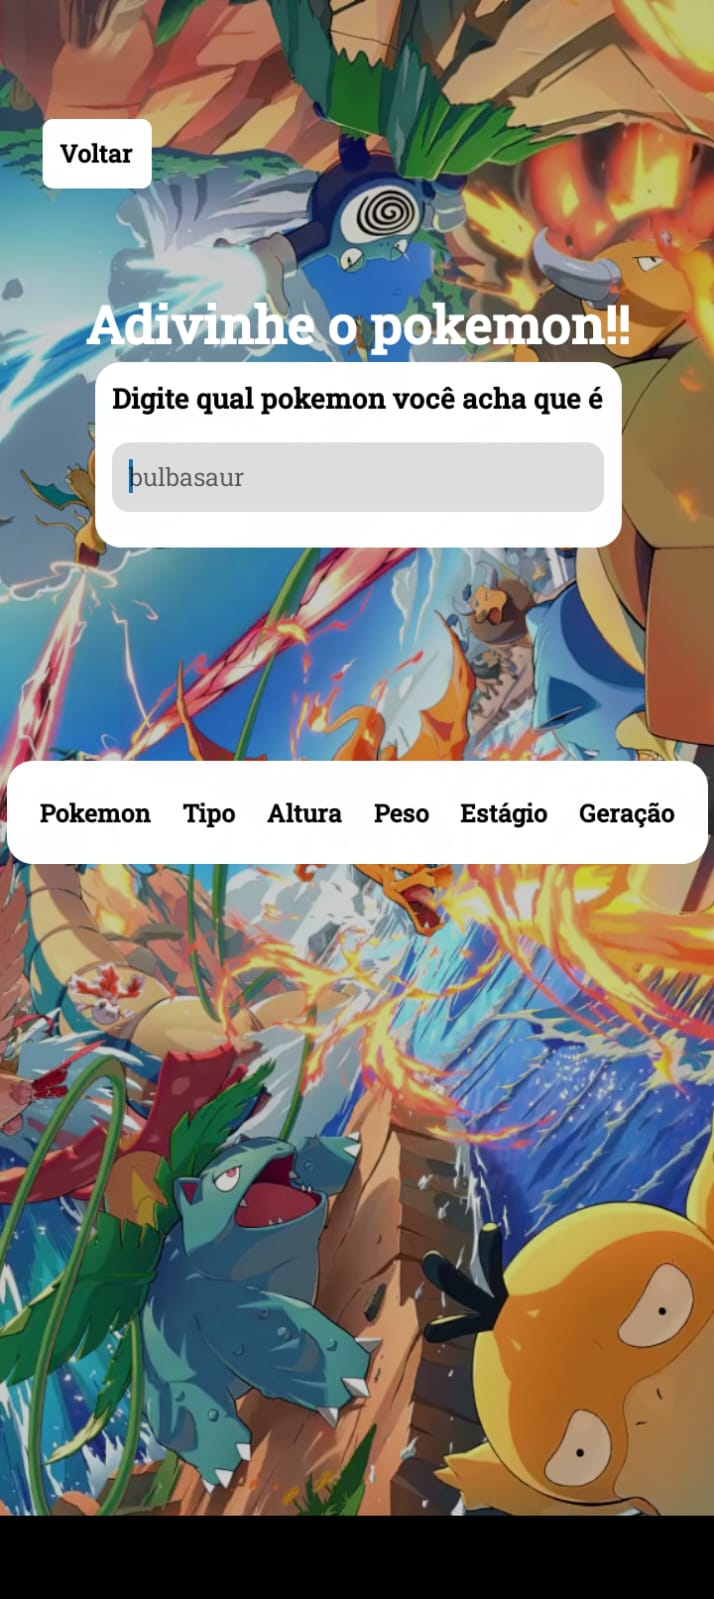 Voltar
Adivinhe o pokemon!!
Digite qual pokemon você acha que é
bulbasaur
Pokemon Tipo Altura Peso Estágio Geração